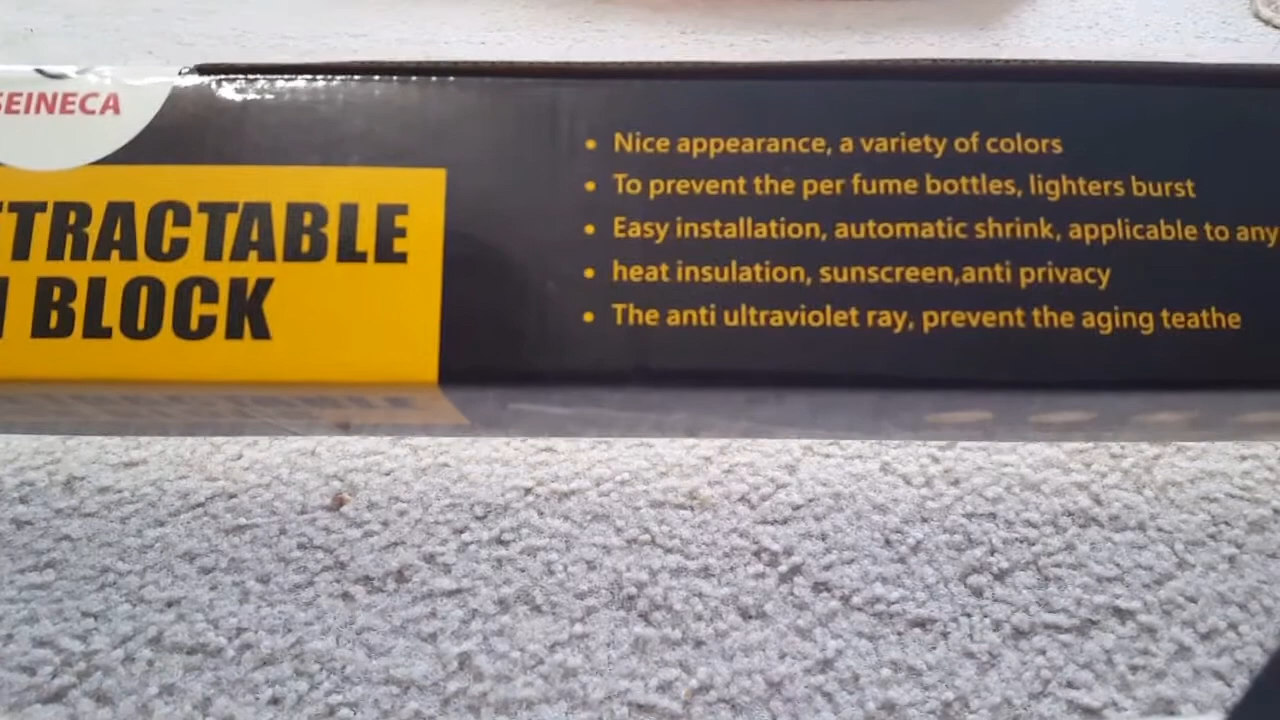 SEINECA
ETRACTABLE
BLOCK
• Nice appearance, a variety of colors
• To prevent the per fume bottles, lighters burst
• Easy installation, automatic shrink, applicable to any
• heat insulation, sunscreen,anti privacy
• The anti ultraviolet ray, prevent the aging teathe